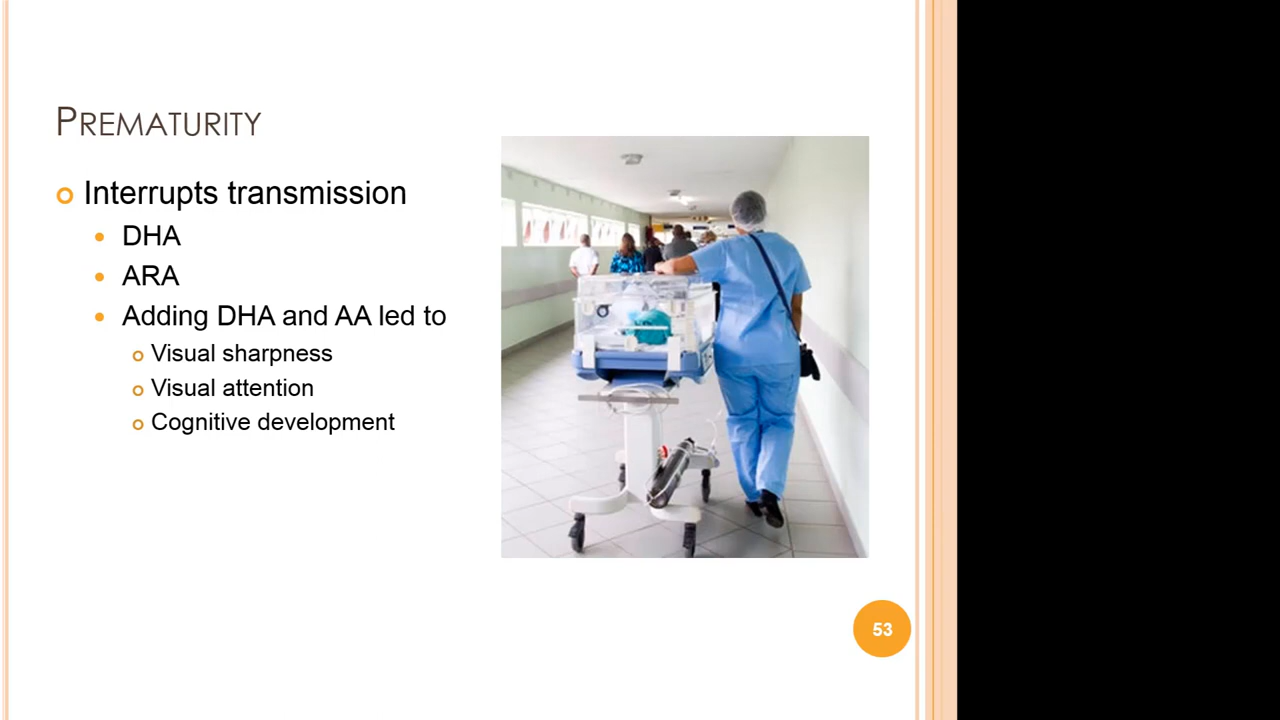 PREMATURITY
Interrupts transmission
DHA
ARA
Adding DHA and AA led to
Visual sharpness
Visual attention
Cognitive development
53